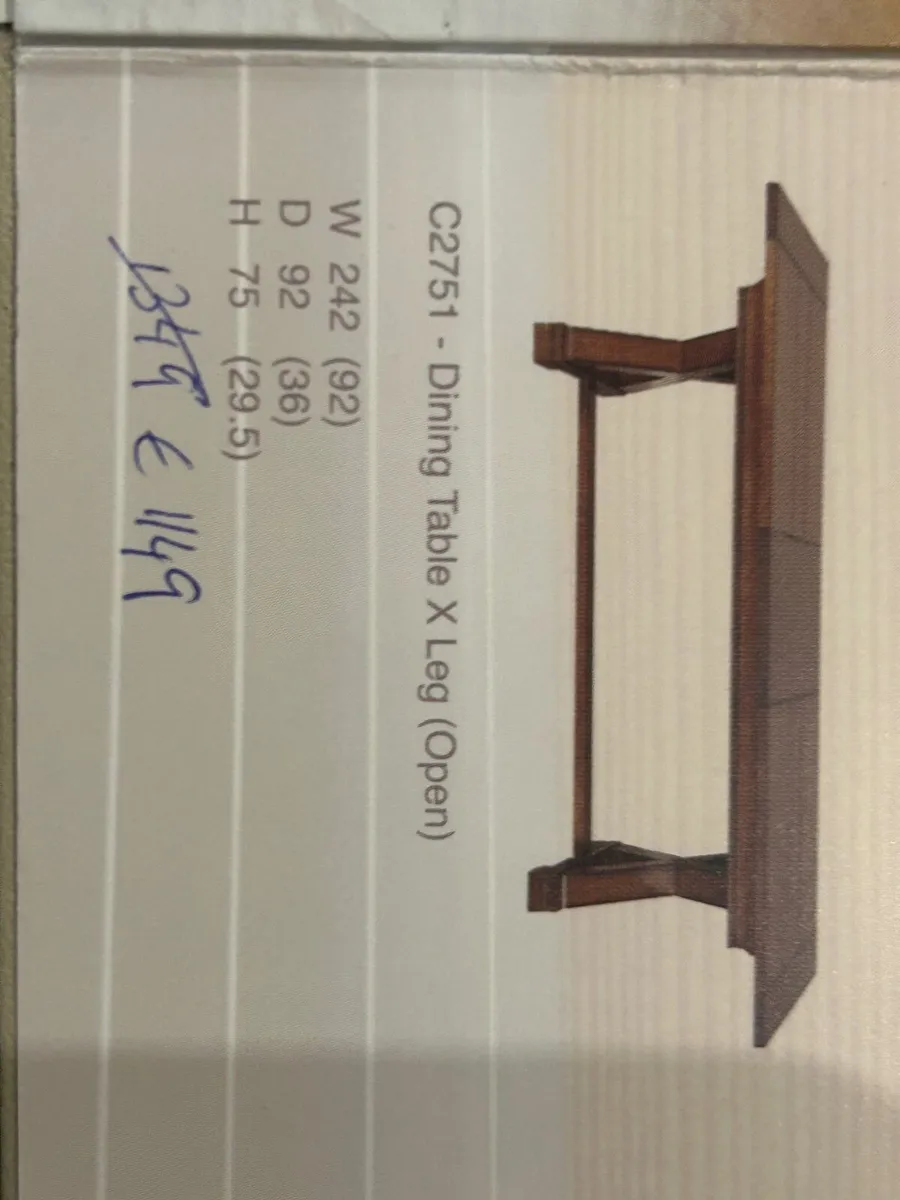 C2751 - Dining Table X Leg (Open)
W 242 (92)
D 92 (36)
H 75 (29.5)
1349 € 1149